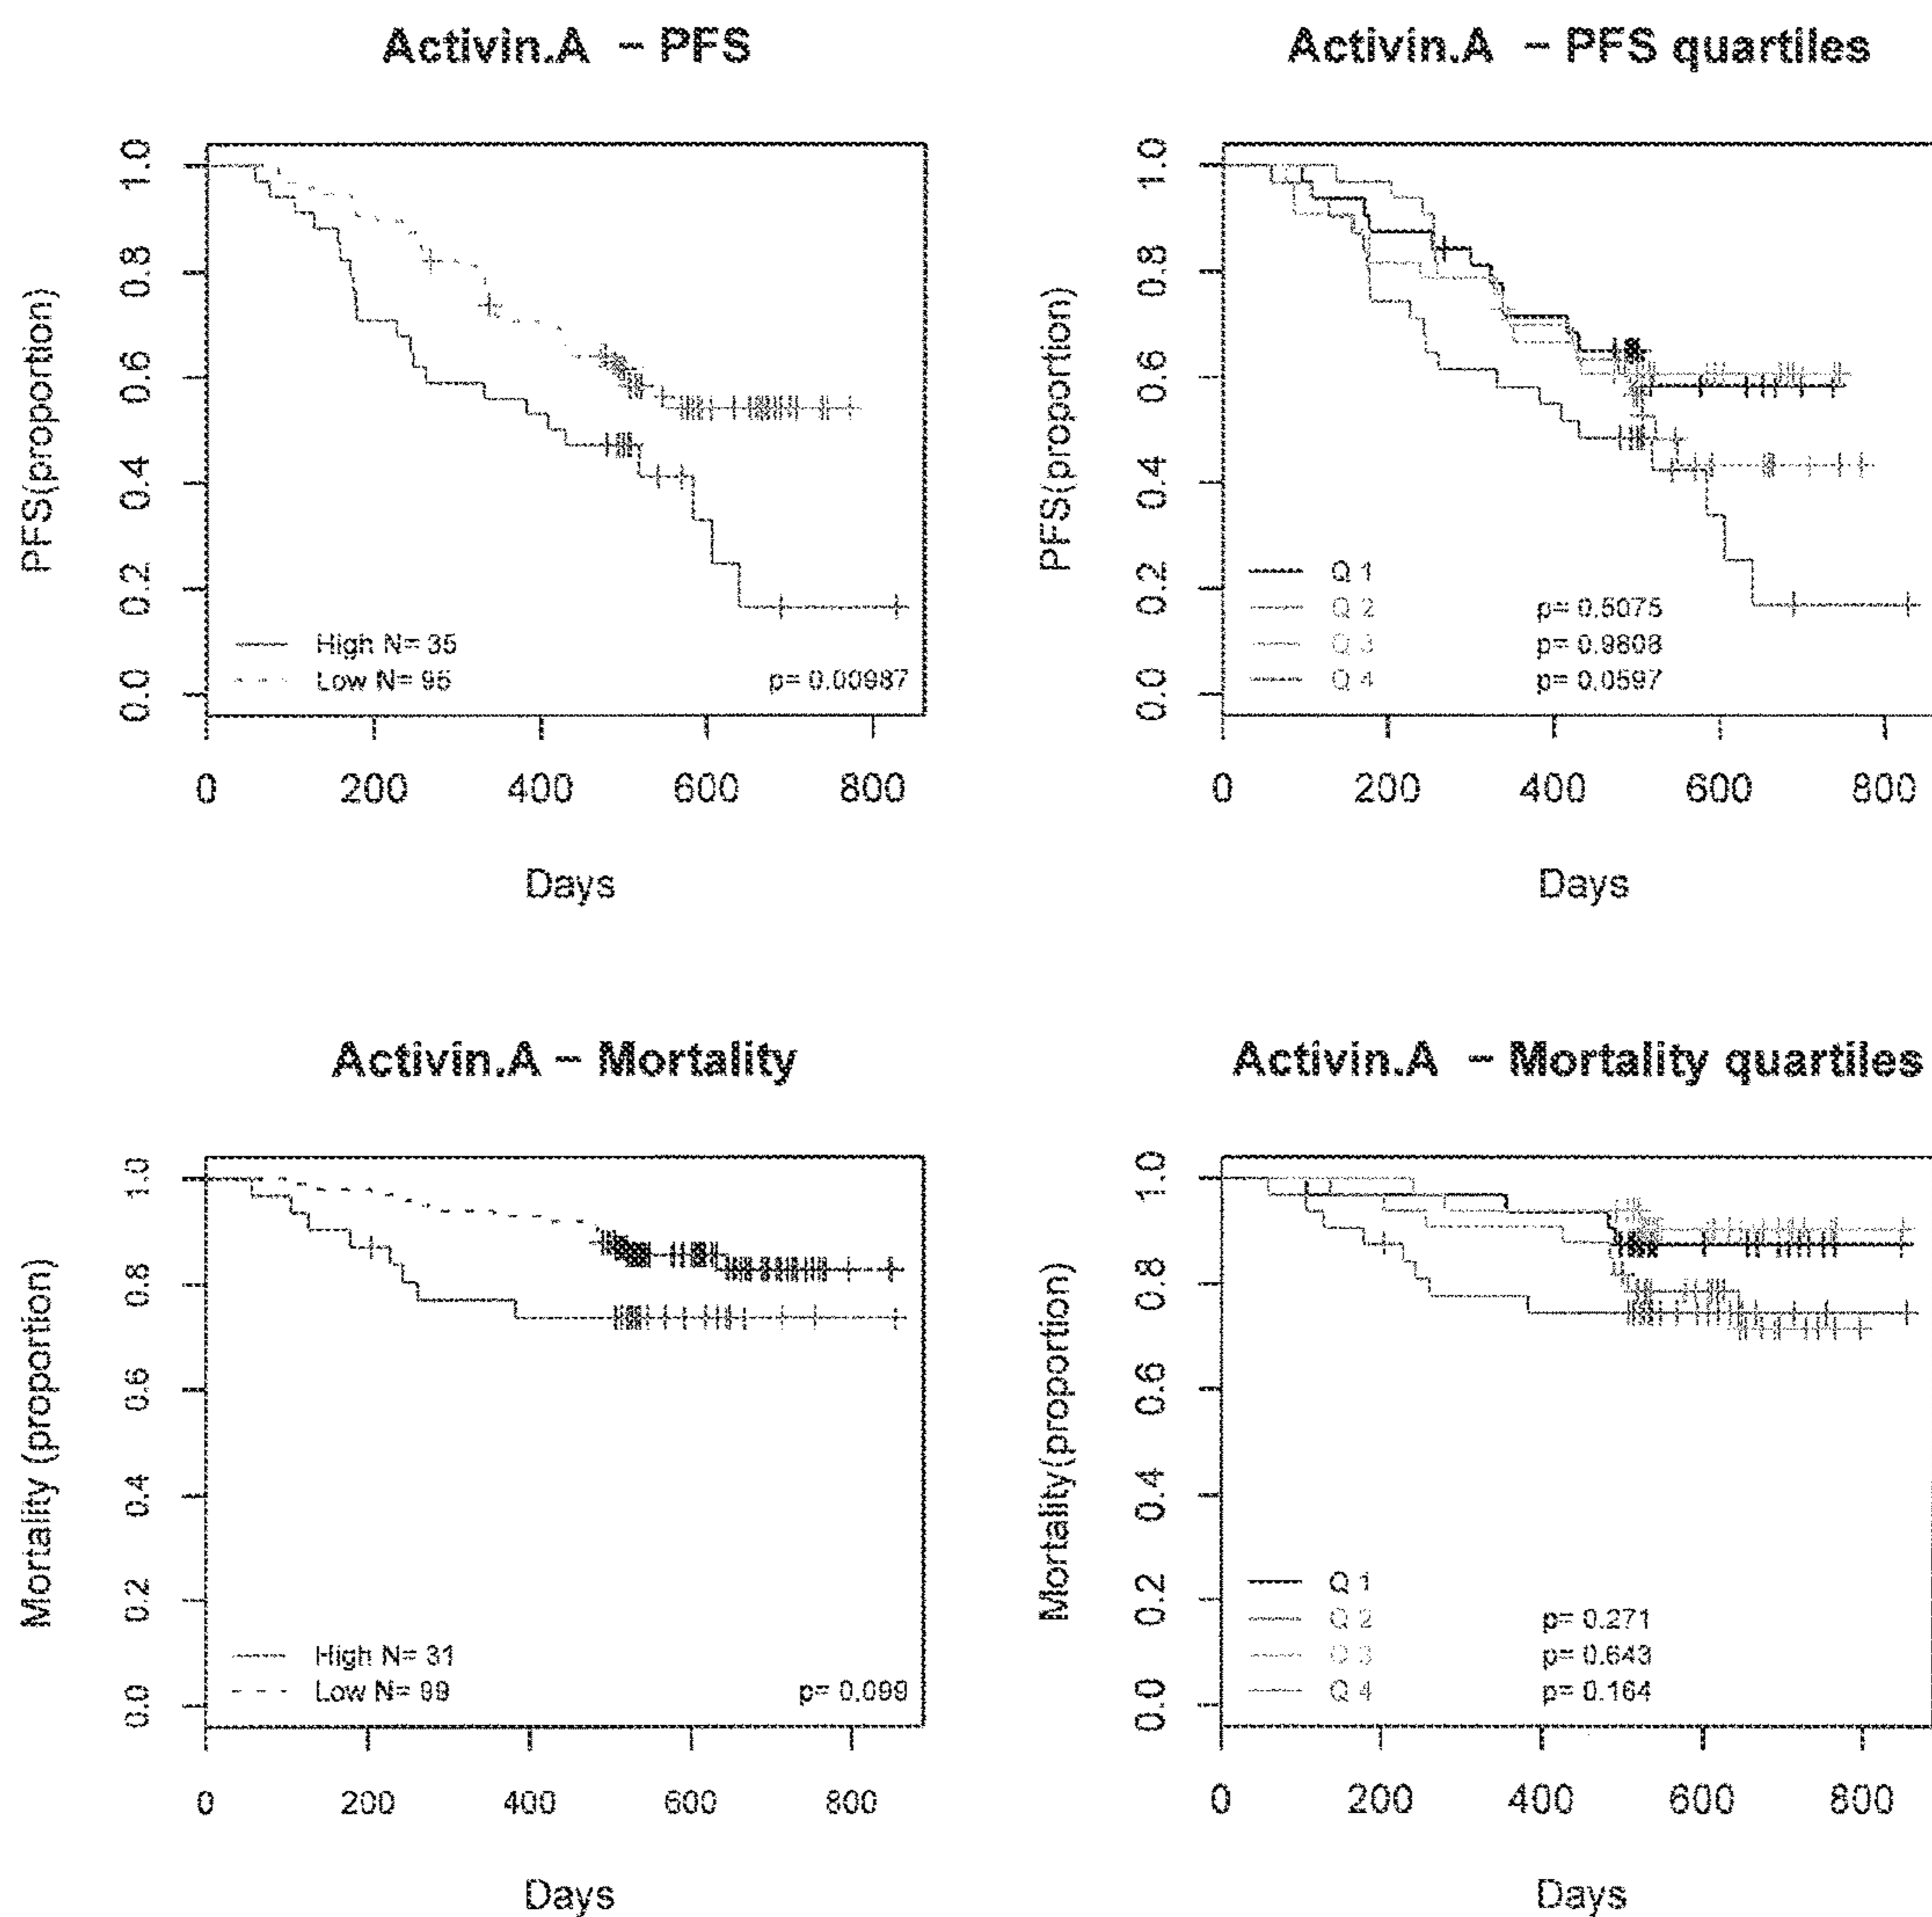 Activin.A – PFS
PFS(proportion)
1.0
0.8
0.6
0.4
0.2
0.0
High N= 35
Low N= 95
p= 0.00987
0 200 400 600 800
Days
Activin.A – PFS quartiles
PFS(proportion)
1.0
0.8
0.6
0.4
0.2
0.0
Q 1
Q 2 p= 0.5075
Q 3 p= 0.9808
Q 4 p= 0.0597
0 200 400 600 800
Days
Activin.A – Mortality
Mortality (proportion)
1.0
0.8
0.6
0.4
0.2
0.0
High N= 31
Low N= 99
p= 0.099
0 200 400 600 800
Days
Activin.A – Mortality quartiles
Mortality(proportion)
1.0
0.8
0.6
0.4
0.2
0.0
Q 1
Q 2 p= 0.271
Q 3 p= 0.643
Q 4 p= 0.164
0 200 400 600 800
Days